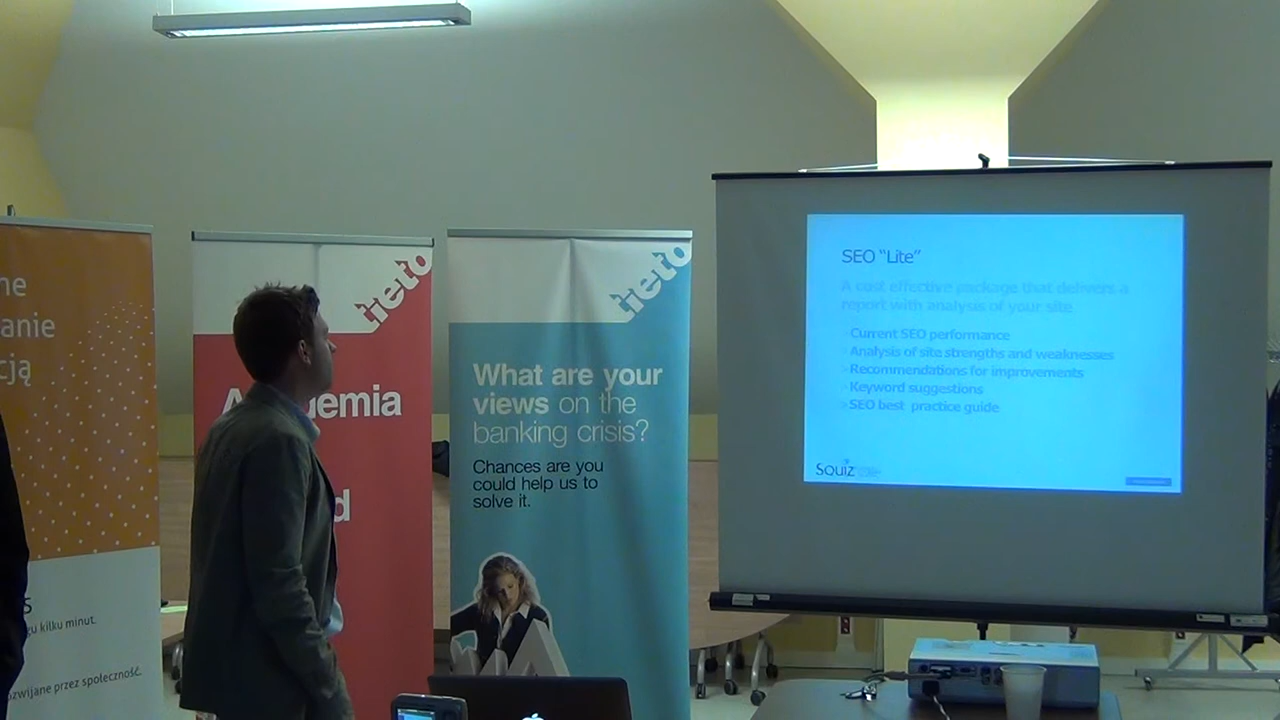 ne
anie
cją
S
gu kilku minut.
ozwijane przez społeczność.
tieto
A demia
d
tieto
What are your
views on the
banking crisis?
Chances are you
could help us to
solve it.
SEO "Lite"
A cost effective package that delivers a
report with analysis of your site
Current SEO performance
Analysis of site strengths and weaknesses
Recommendations for improvements
Keyword suggestions
SEO best practice guide
Squiz